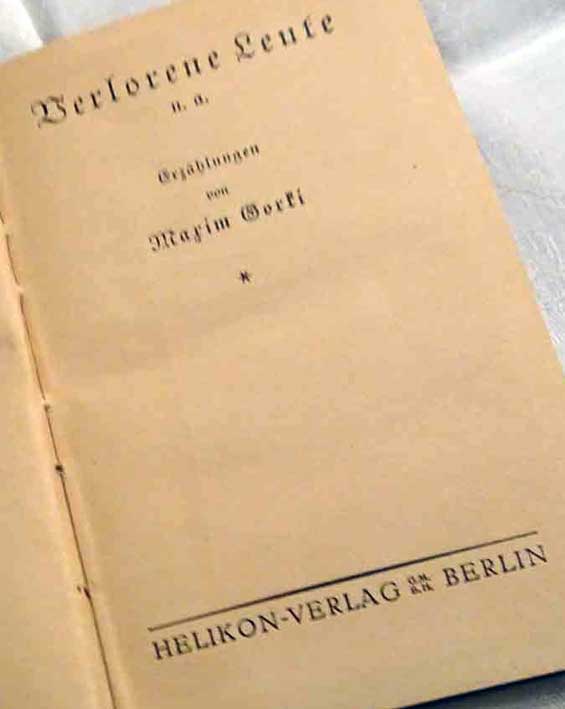 Verlorene Leute
u. a.
Erzählungen
von
Maxim Gorki
*
HELIKON-VERLAG G.M.B.H. BERLIN